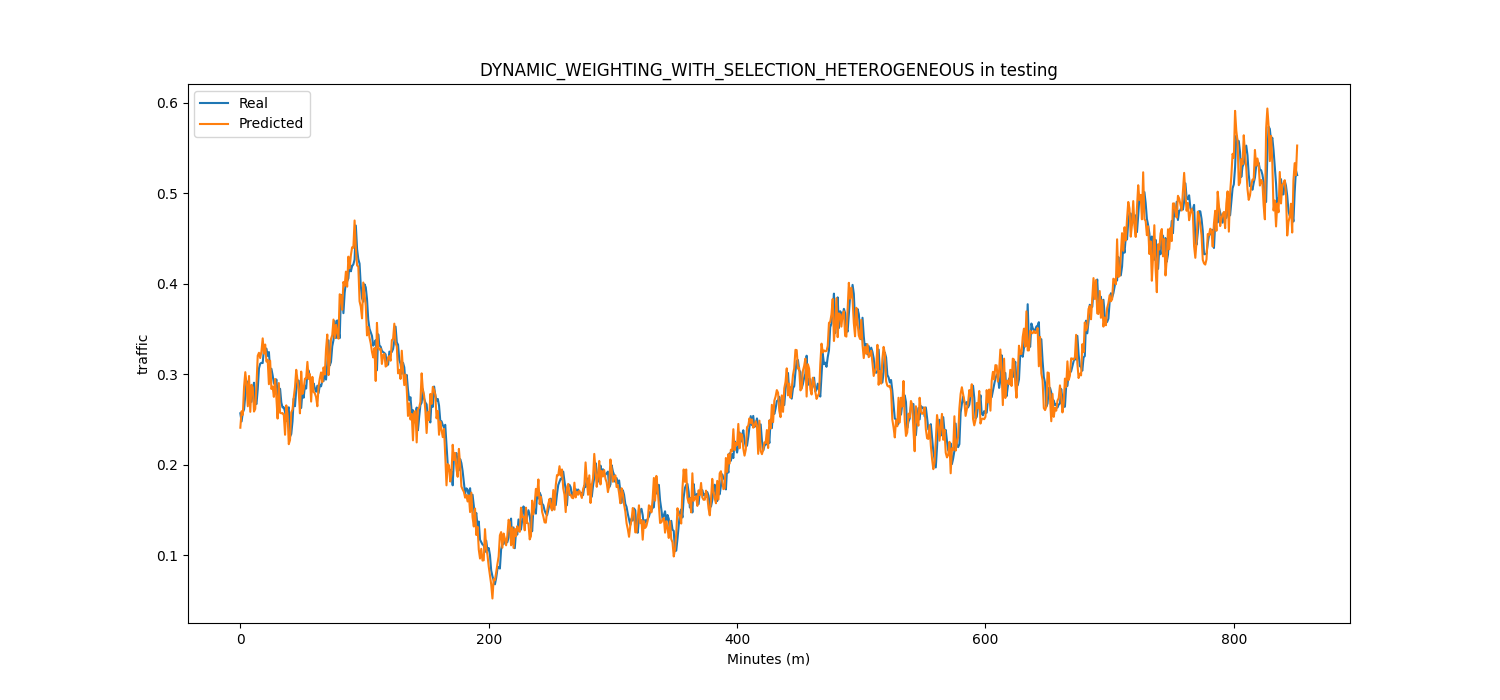 DYNAMIC_WEIGHTING_WITH_SELECTION_HETEROGENEOUS in testing
Real
Predicted
0.6
0.5
0.4
0.3
0.2
0.1
traffic
0 200 400 600 800
Minutes (m)